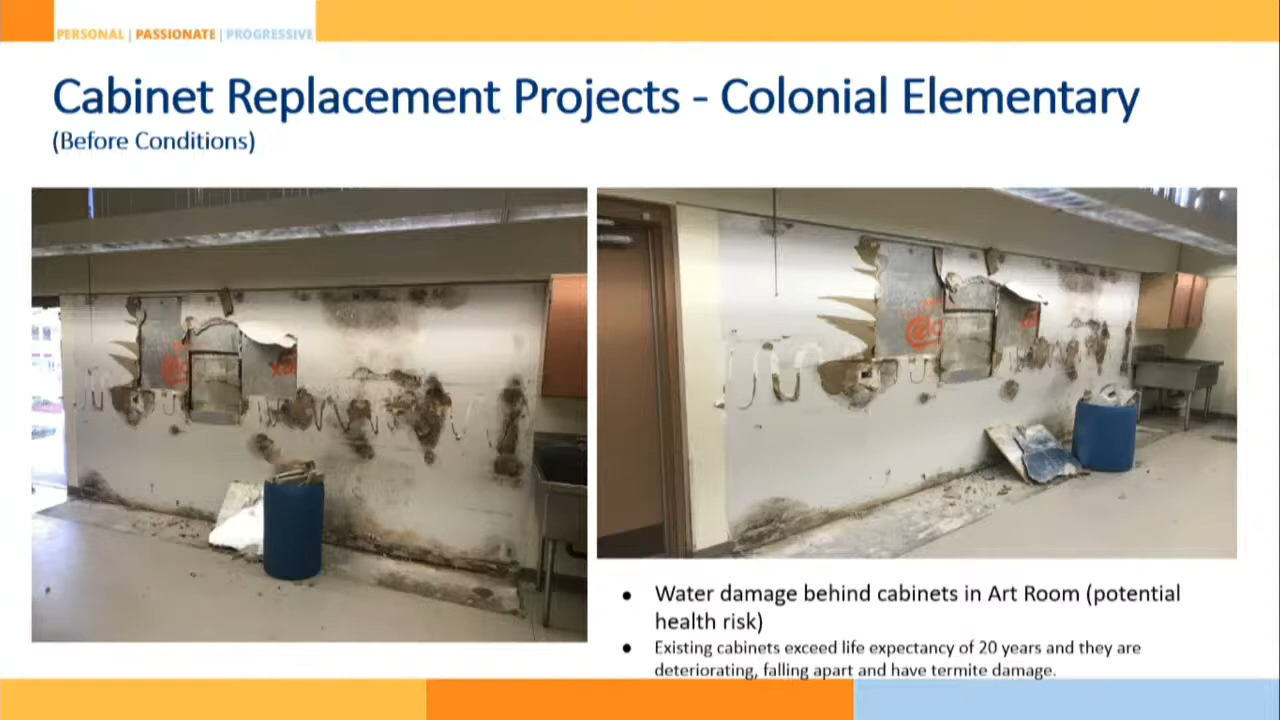 PERSONAL | PASSIONATE | PROGRESSIVE
Cabinet Replacement Projects - Colonial Elementary
(Before Conditions)
• Water damage behind cabinets in Art Room (potential
health risk)
• Existing cabinets exceed life expectancy of 20 years and they are
deteriorating, falling apart and have termite damage.